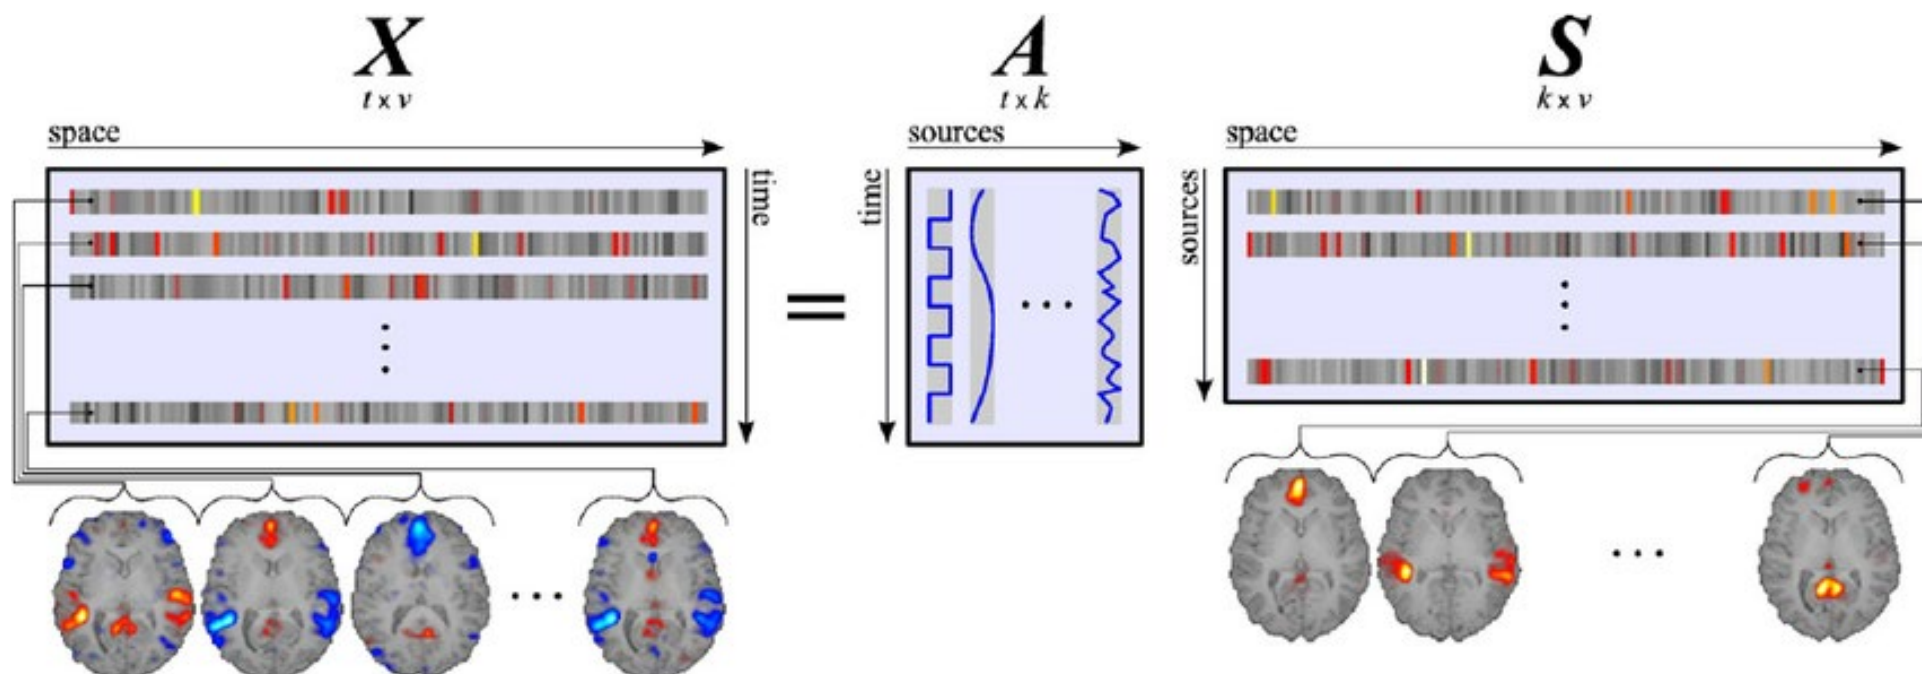 X
t × v
space
time
=
A
t × k
sources
time
S
k × v
space
sources